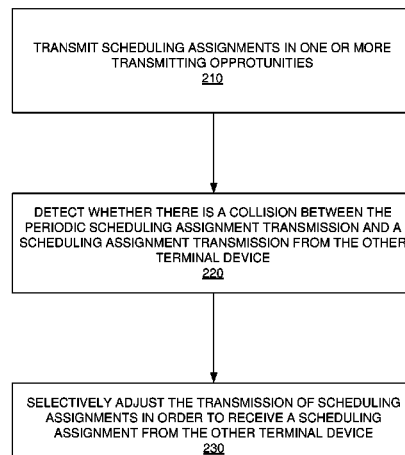 TRANSMIT SCHEDULING ASSIGNMENTS IN ONE OR MORE
TRANSMITTING OPPROTUNITIES
210
DETECT WHETHER THERE IS A COLLISION BETWEEN THE
PERIODIC SCHEDULING ASSIGNMENT TRANSMISSION AND A
SCHEDULING ASSIGNMENT TRANSMISSION FROM THE OTHER
TERMINAL DEVICE
220
SELECTIVELY ADJUST THE TRANSMISSION OF SCHEDULING
ASSIGNMENTS IN ORDER TO RECEIVE A SCHEDULING
ASSIGNMENT FROM THE OTHER TERMINAL DEVICE
230